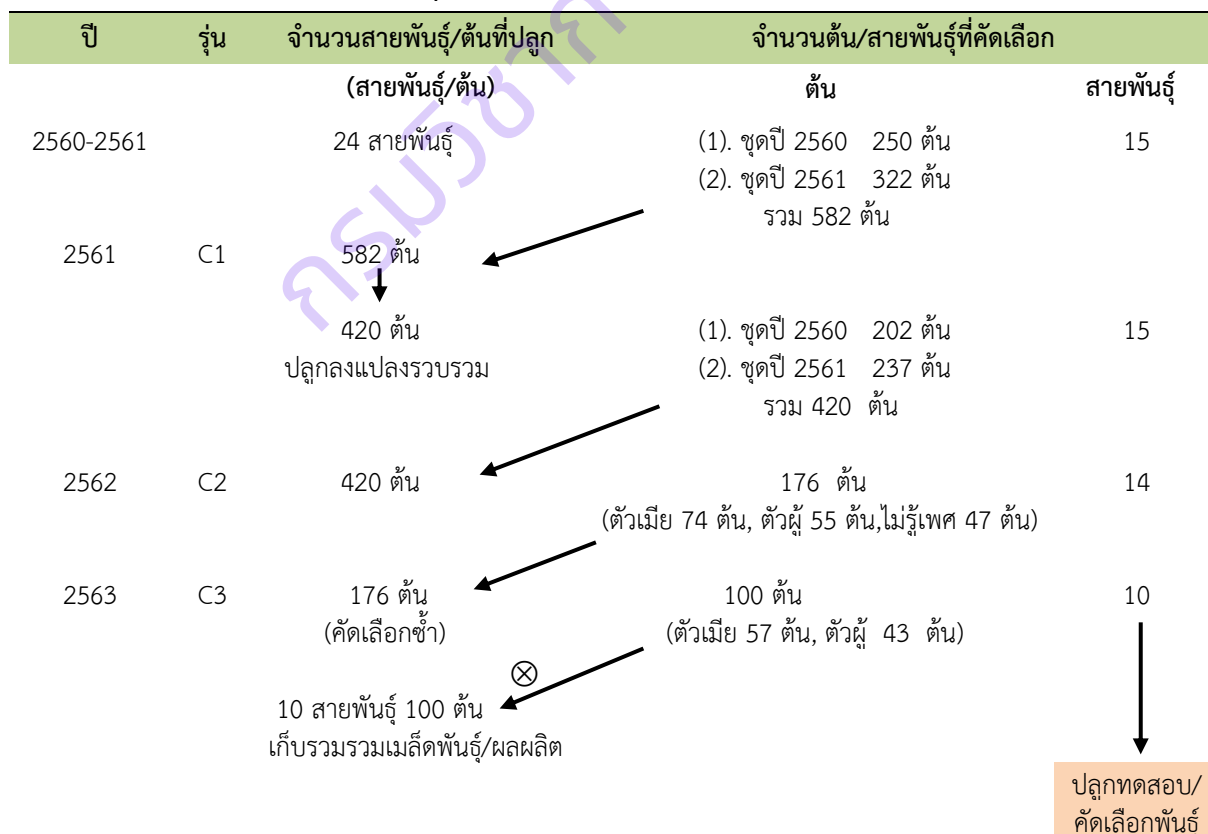 ปี รุ่น จำนวนสายพันธุ์/ต้นที่ปลูก จำนวนต้น/สายพันธุ์ที่คัดเลือก
(สายพันธุ์/ต้น) ต้น สายพันธุ์
2560-2561 24 สายพันธุ์ (1). ชุดปี 2560 250 ต้น 15
(2). ชุดปี 2561 322 ต้น
รวม 582 ต้น
2561 C1 582 ต้น
420 ต้น (1). ชุดปี 2560 202 ต้น 15
ปลูกลงแปลงรวบรวม (2). ชุดปี 2561 237 ต้น
รวม 420 ต้น
2562 C2 420 ต้น 176 ต้น 14
(ตัวเมีย 74 ต้น, ตัวผู้ 55 ต้น,ไม่รู้เพศ 47 ต้น)
2563 C3 176 ต้น 100 ต้น 10
(คัดเลือกซ้ำ) (ตัวเมีย 57 ต้น, ตัวผู้ 43 ต้น)
10 สายพันธุ์ 100 ต้น
เก็บรวมรวมเมล็ดพันธุ์/ผลผลิต
ปลูกทดสอบ/
คัดเลือกพันธุ์
กรมวิชาก